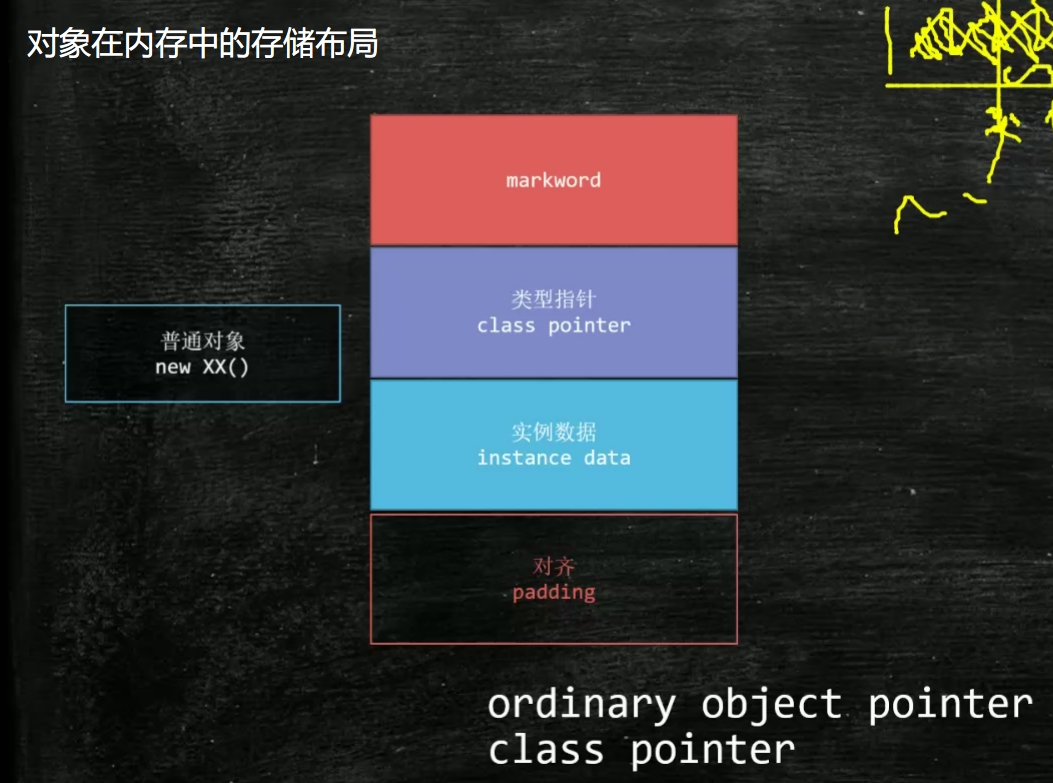 对象在内存中的存储布局
markword
类型指针
class pointer
普通对象
new XX()
实例数据
instance data
对齐
padding
ordinary object pointer
class pointer